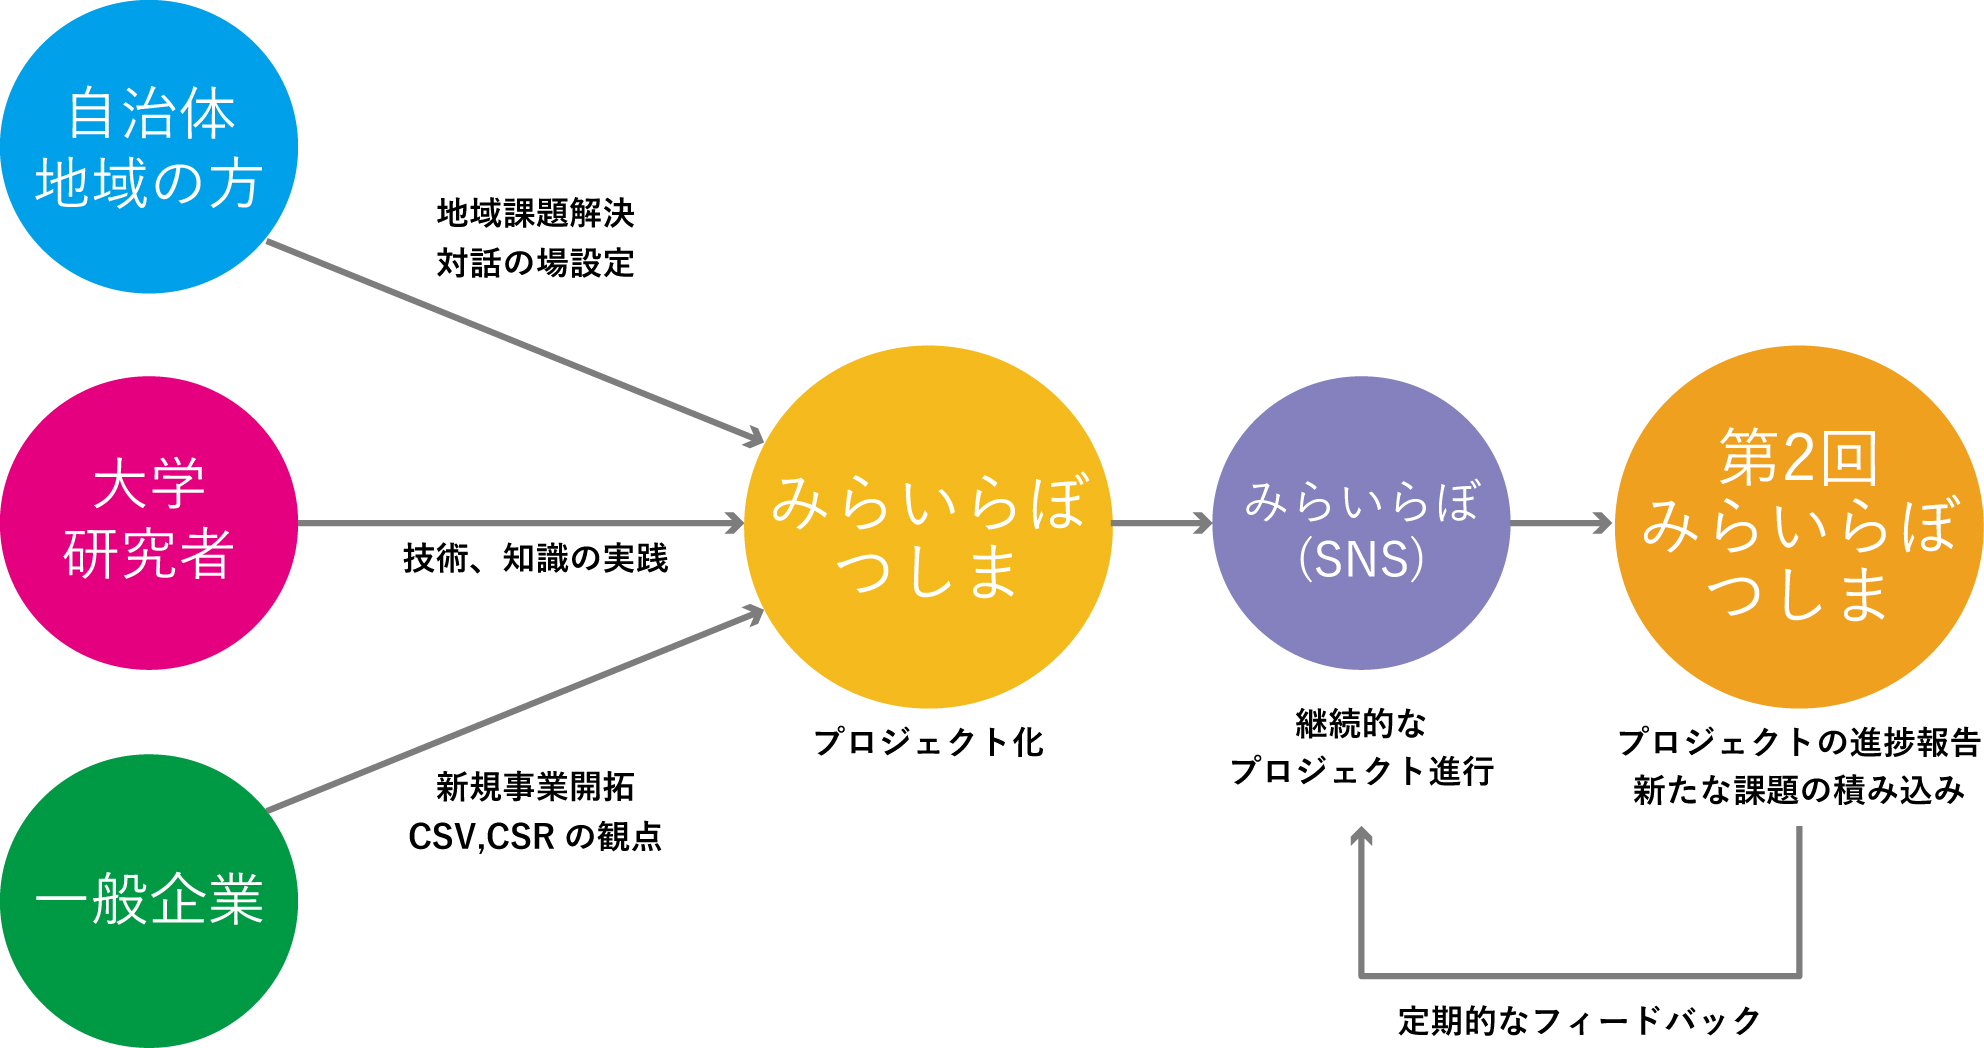 自治体
地域の方
地域課題解決
対話の場設定
大学
研究者
技術、知識の実践
一般企業
新規事業開拓
CSV,CSR の観点
みらいらぼ
つしま
プロジェクト化
みらいらぼ
(SNS)
継続的な
プロジェクト進行
第2回
みらいらぼ
つしま
プロジェクトの進捗報告
新たな課題の積み込み
定期的なフィードバック